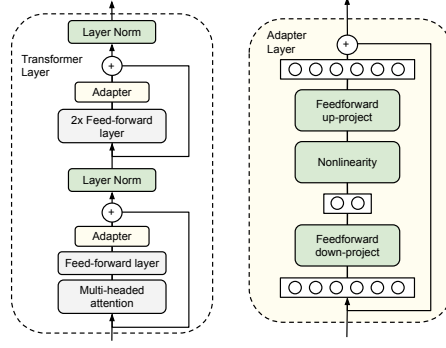 Layer Norm
Transformer
Layer
+
Adapter
2x Feed-forward
layer
Layer Norm
+
Adapter
Feed-forward layer
Multi-headed
attention
Adapter
Layer
+
Feedforward
up-project
Nonlinearity
Feedforward
down-project